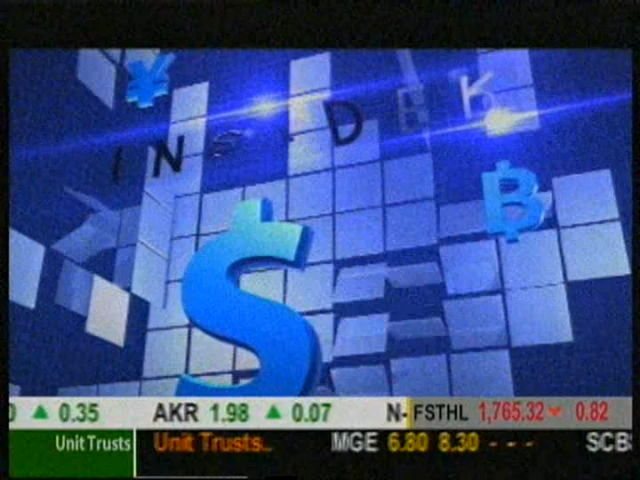 ¥
I N D K
฿
$
0 ▲ 0.35 AKR 1.98 ▲ 0.07 N- FSTHL 1,765.32 ▼ 0.82
Unit Trusts Unit Trusts.. MGE 6.80 8.30 - - - SCB